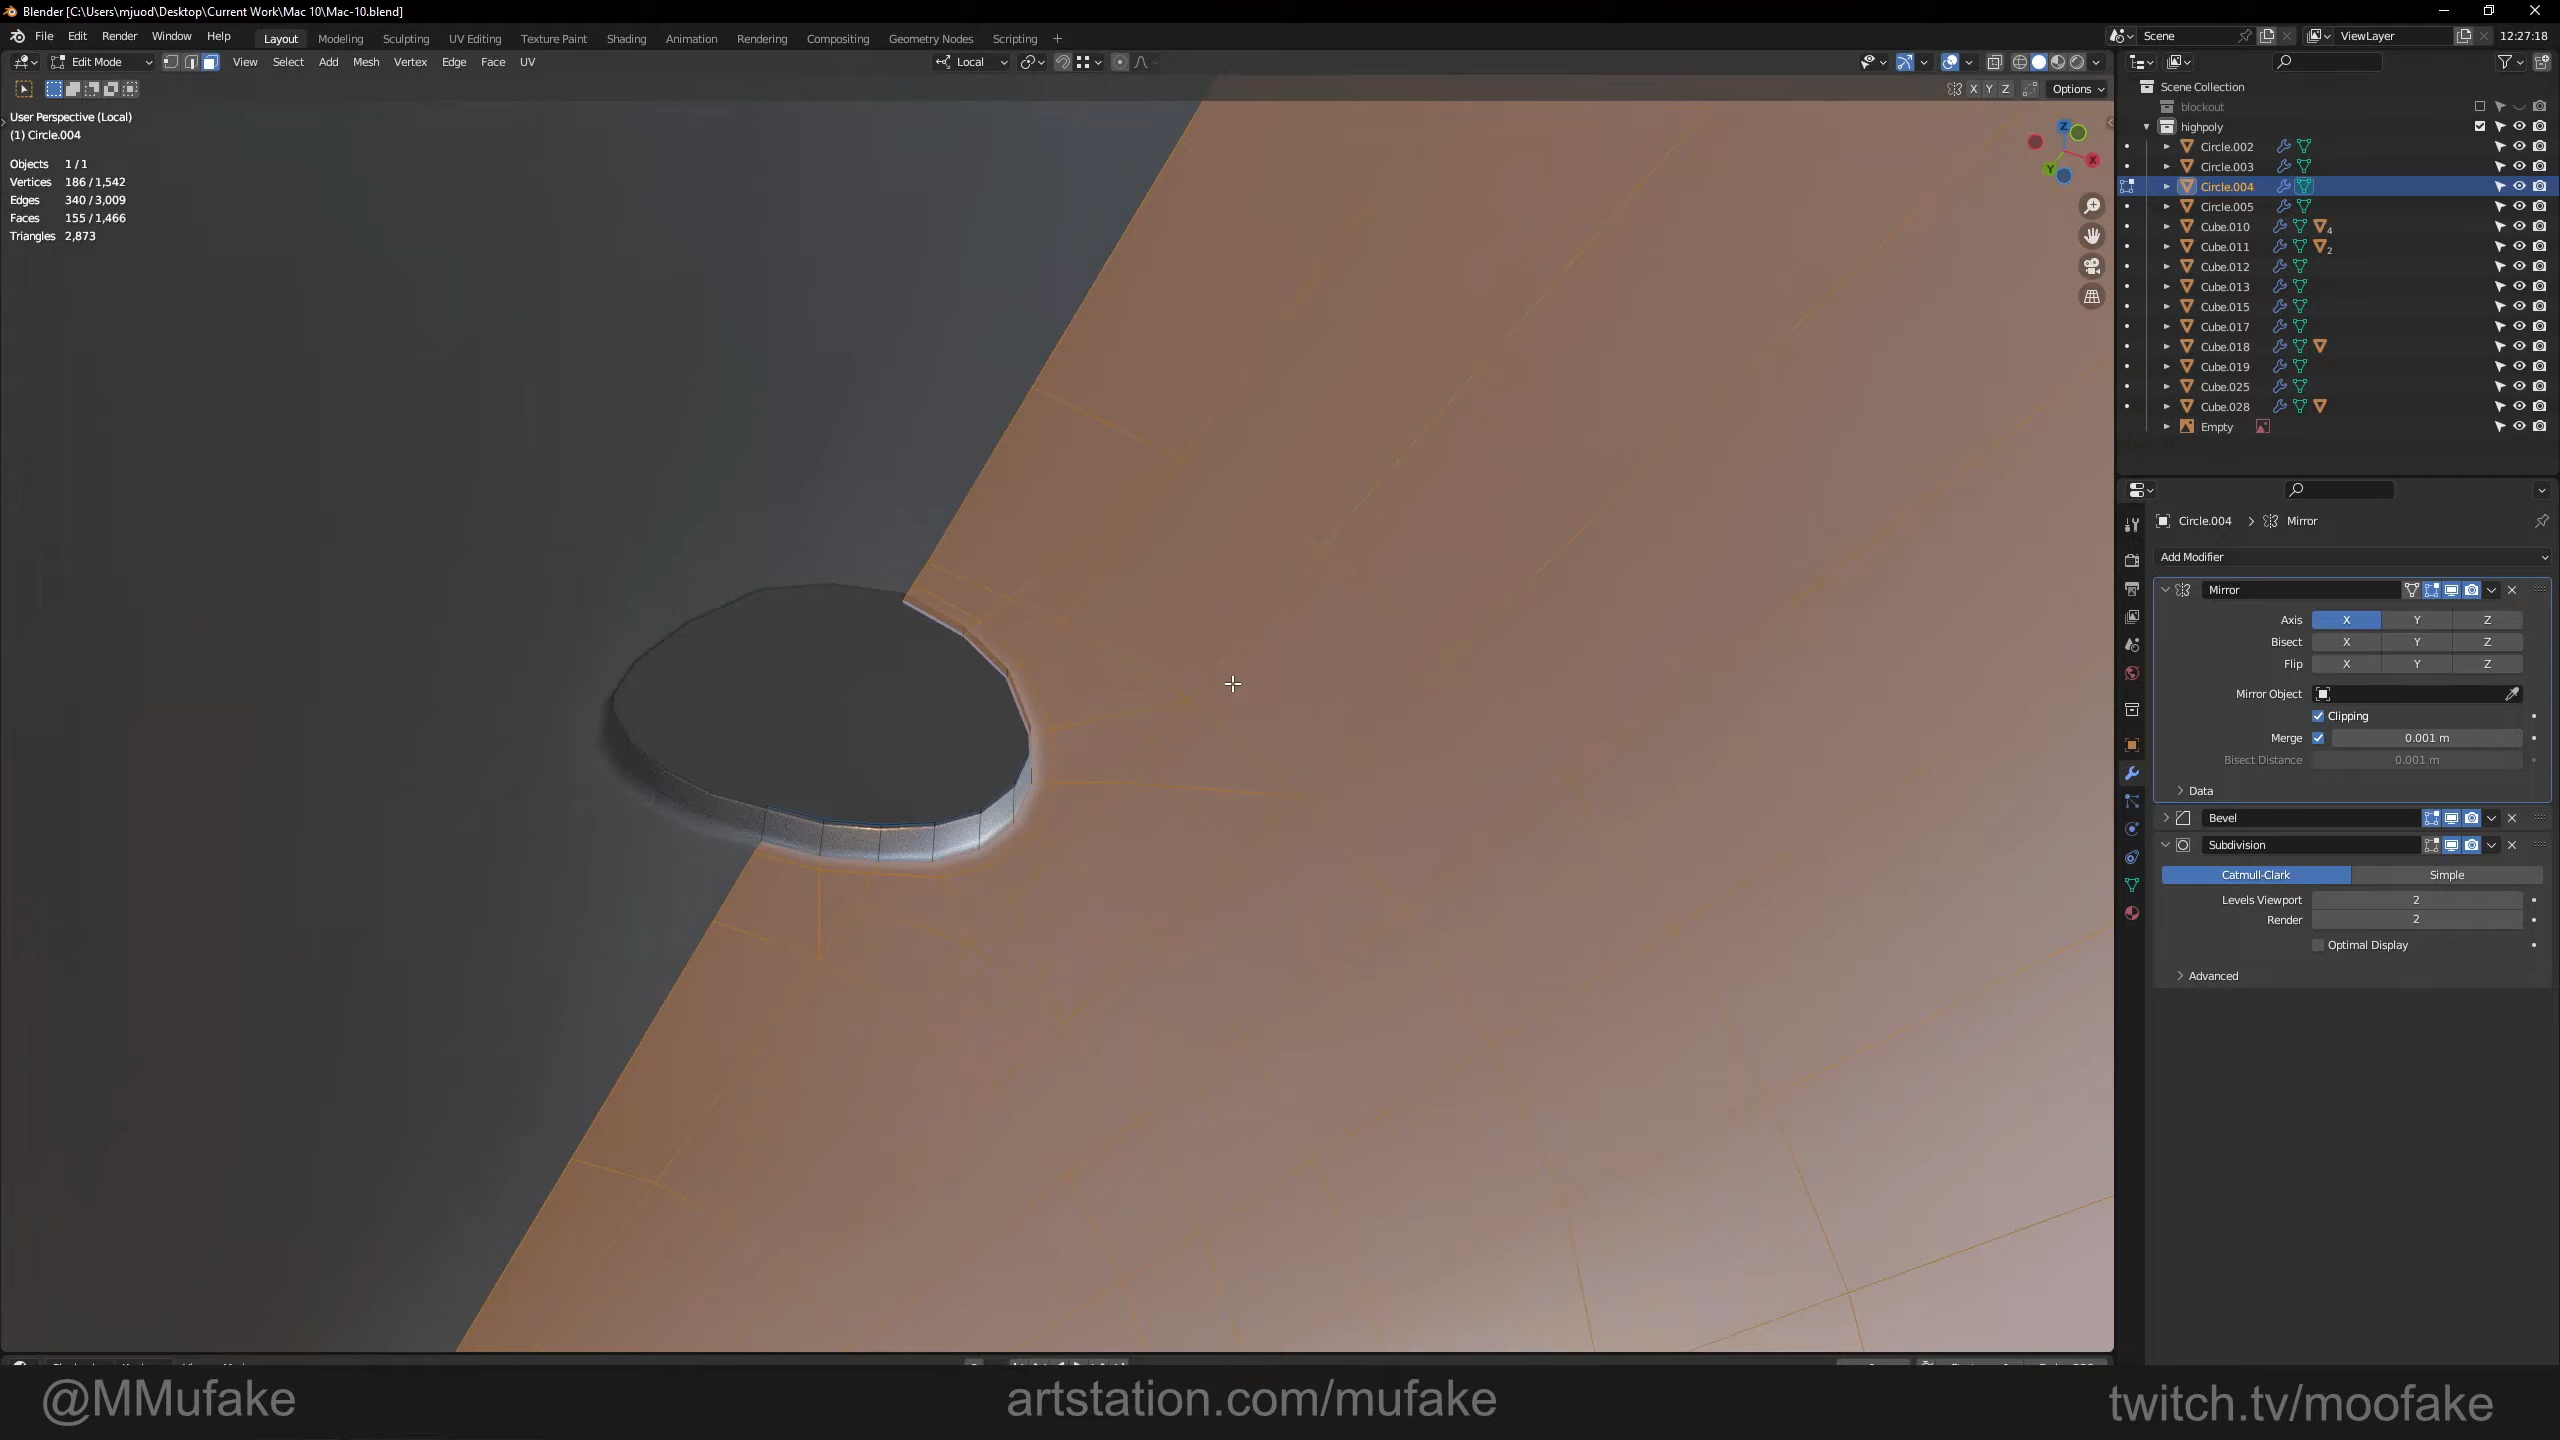 Blender [C:\Users\mjuod\Desktop\Current Work\Mac 10\Mac-10.blend]
File Edit Render Window Help Layout Modeling Sculpting UV Editing Texture Paint Shading Animation Rendering Compositing Geometry Nodes Scripting + Scene ViewLayer 12:27:18
Edit Mode View Select Add Mesh Vertex Edge Face UV Local
X Y Z Options
User Perspective (Local)
(1) Circle.004
Objects 1 / 1
Vertices 186 / 1,542
Edges 340 / 3,009
Faces 155 / 1,466
Triangles 2,873
Z
X
Y
Scene Collection
blockout
highpoly
Circle.002
Circle.003
Circle.004
Circle.005
Cube.010 4
Cube.011 2
Cube.012
Cube.013
Cube.015
Cube.017
Cube.018
Cube.019
Cube.025
Cube.028
Empty
Circle.004 > Mirror
Add Modifier
Mirror
Axis X Y Z
Bisect X Y Z
Flip X Y Z
Mirror Object
Clipping
Merge 0.001 m
Bisect Distance 0.001 m
Data
Bevel
Subdivision
Catmull-Clark Simple
Levels Viewport 2
Render 2
Optimal Display
Advanced
@MMufake artstation.com/mufake twitch.tv/moofake